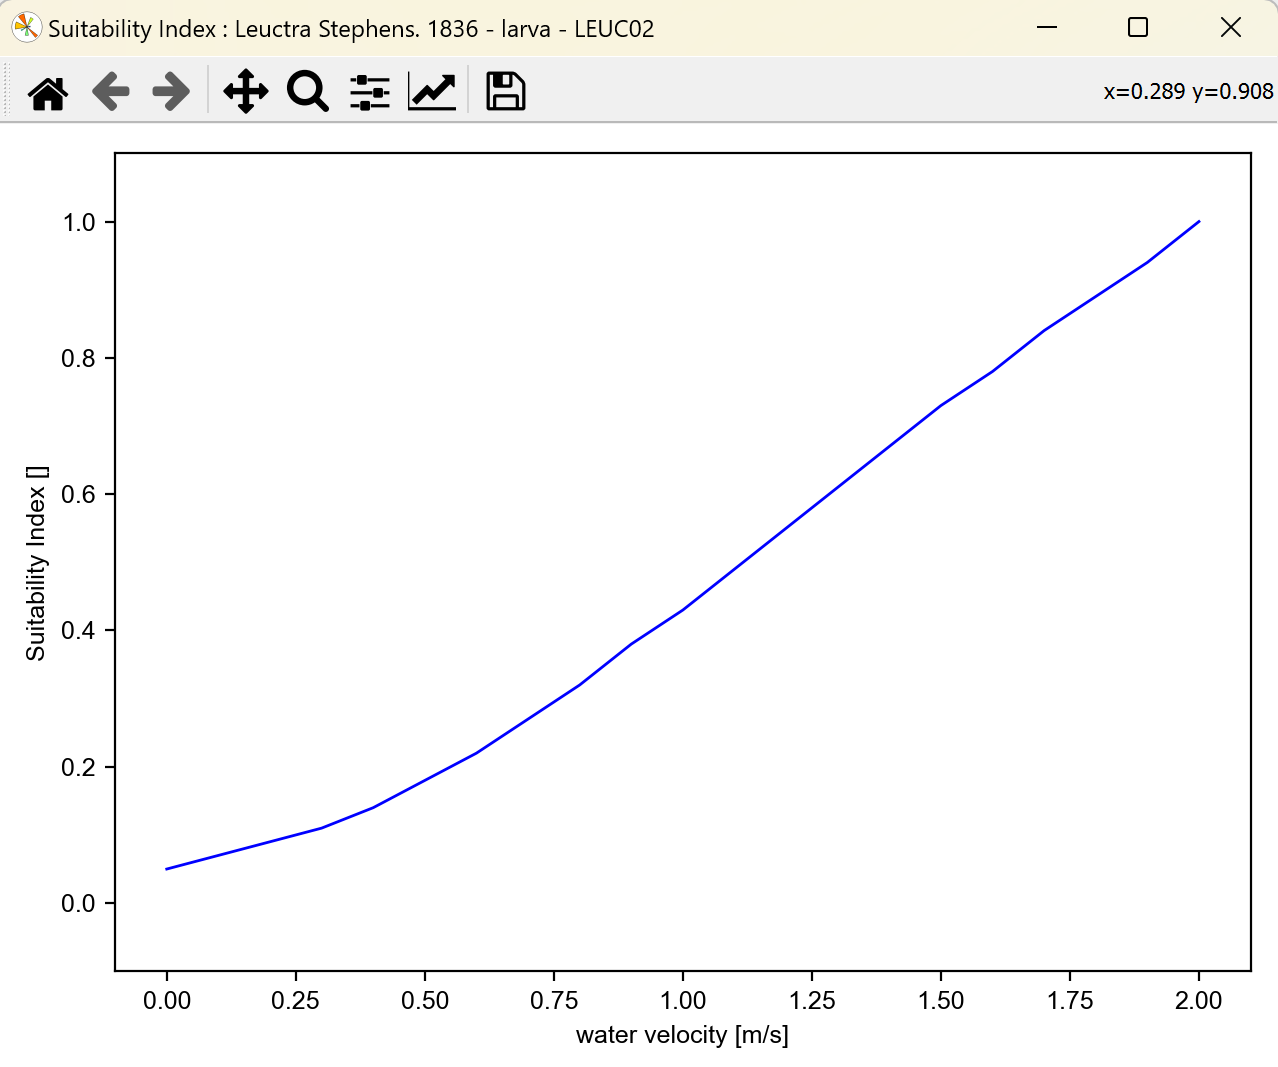 Suitability Index : Leuctra Stephens. 1836 - larva - LEUC02
x=0.289 y=0.908
1.0
0.8
0.6
0.4
0.2
0.0
Suitability Index []
0.00 0.25 0.50 0.75 1.00 1.25 1.50 1.75 2.00
water velocity [m/s]